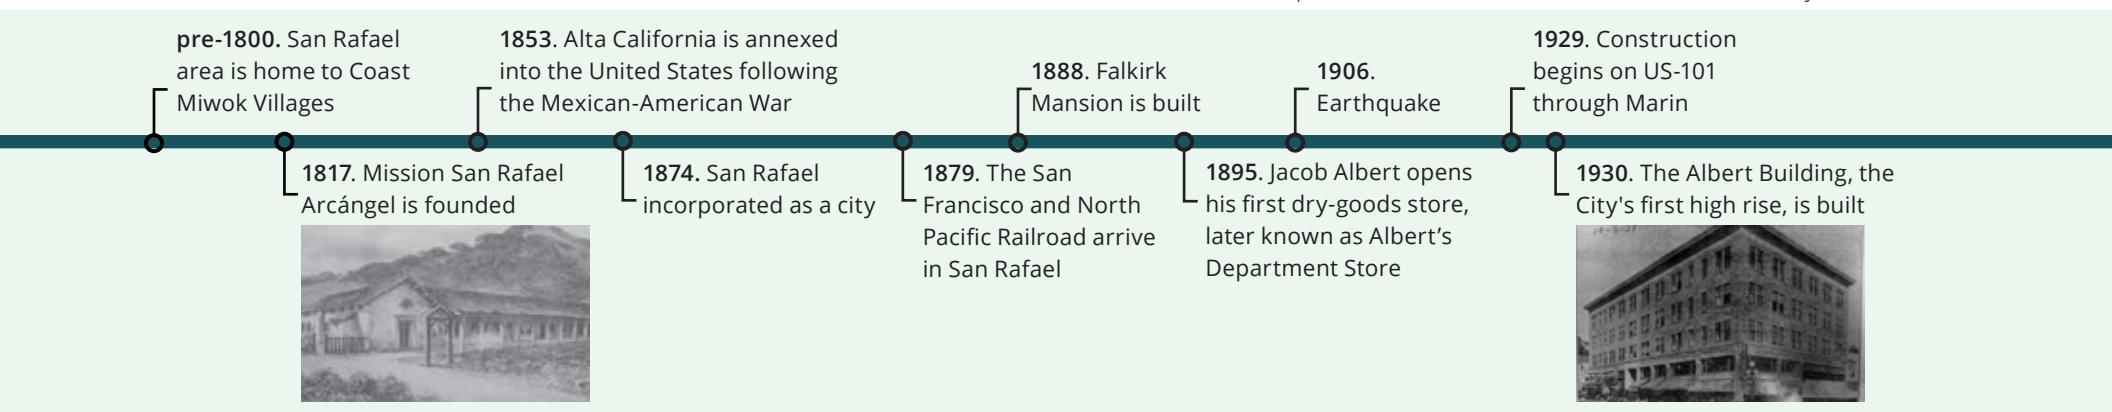 pre-1800. San Rafael
area is home to Coast
Miwok Villages
1817. Mission San Rafael
Arcángel is founded
1853. Alta California is annexed
into the United States following
the Mexican-American War
1874. San Rafael
incorporated as a city
1879. The San
Francisco and North
Pacific Railroad arrive
in San Rafael
1888. Falkirk
Mansion is built
1895. Jacob Albert opens
his first dry-goods store,
later known as Albert’s
Department Store
1906.
Earthquake
1929. Construction
begins on US-101
through Marin
1930. The Albert Building, the
City's first high rise, is built